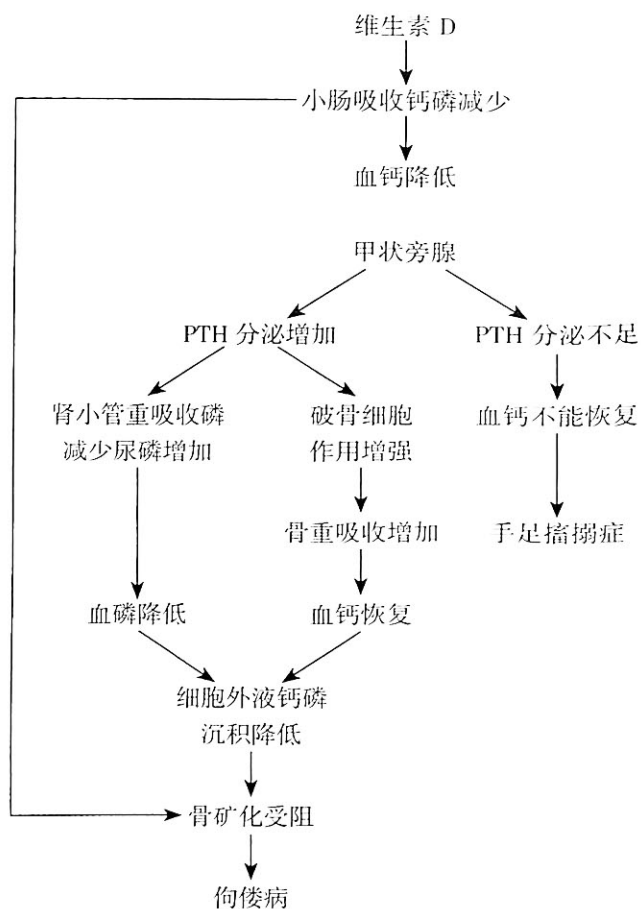 维生素 D
小肠吸收钙磷减少
血钙降低
甲状旁腺
PTH 分泌增加
PTH 分泌不足
肾小管重吸收磷
减少尿磷增加
破骨细胞
作用增强
血钙不能恢复
骨重吸收增加
手足搐搦症
血磷降低
血钙恢复
细胞外液钙磷
沉积降低
骨矿化受阻
佝偻病